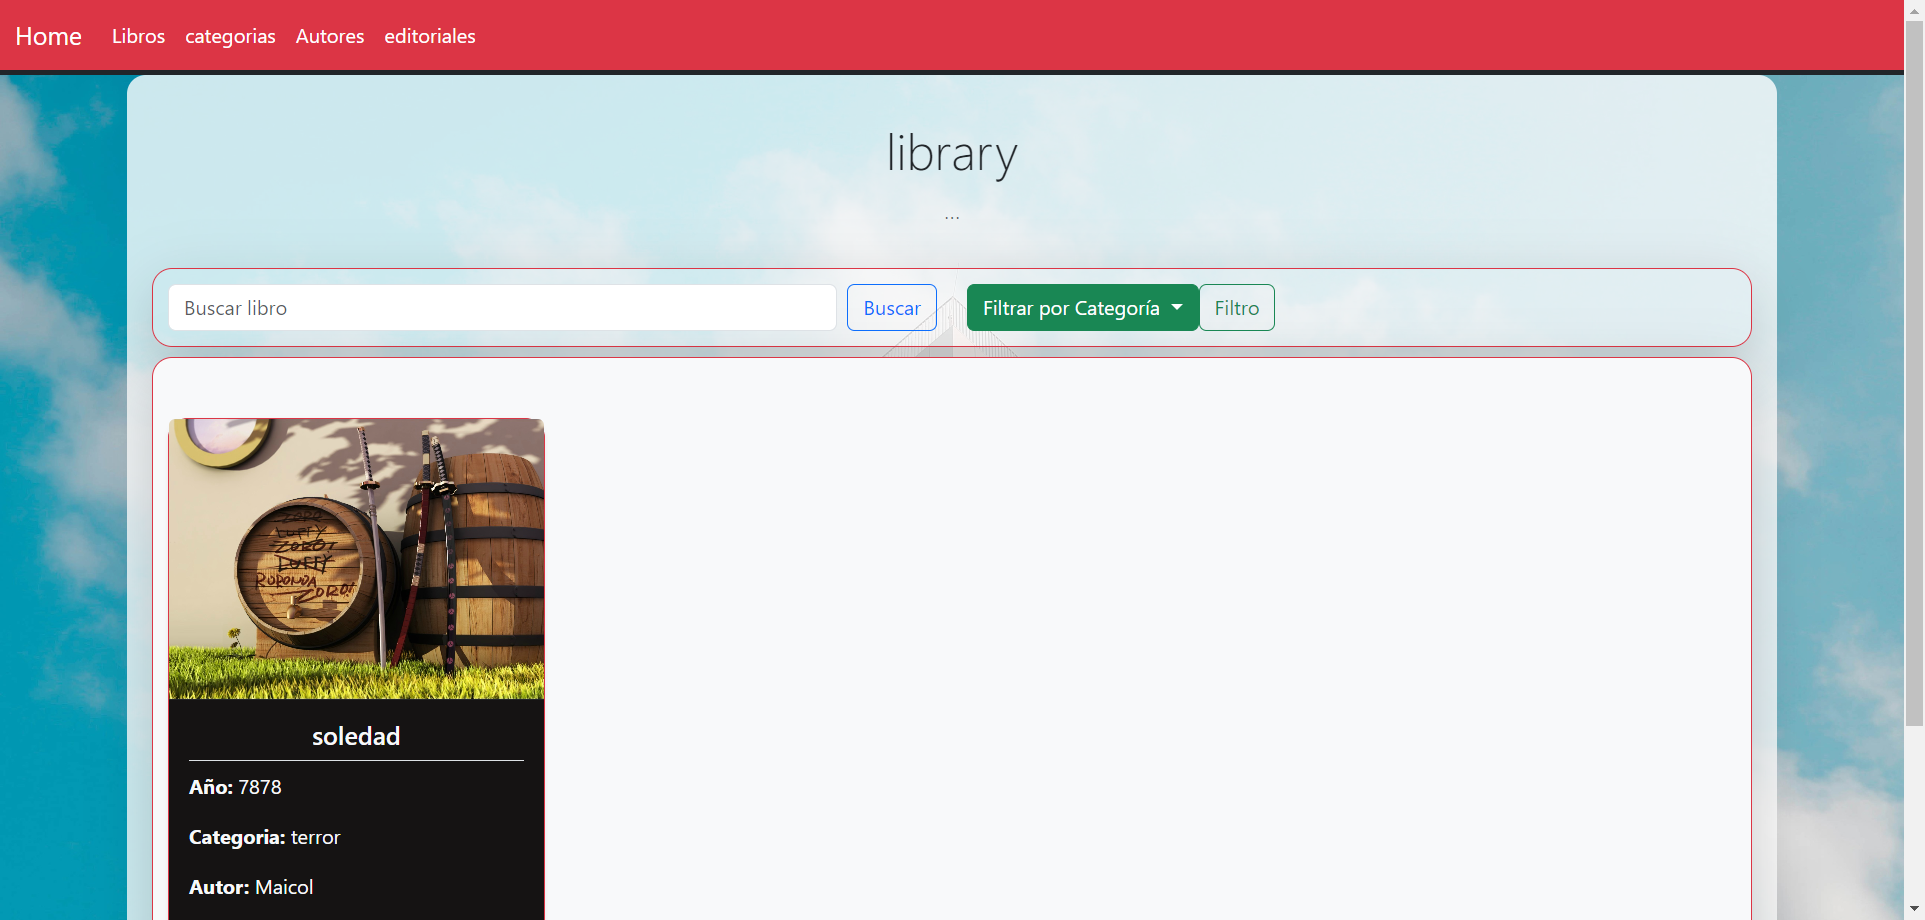 Home Libros categorias Autores editoriales
library
...
Buscar libro Buscar Filtrar por Categoría Filtro
ZORO
LUFFY
ZORO!
LUFFY
RORONOA
ZORO!
soledad
Año: 7878
Categoria: terror
Autor: Maicol